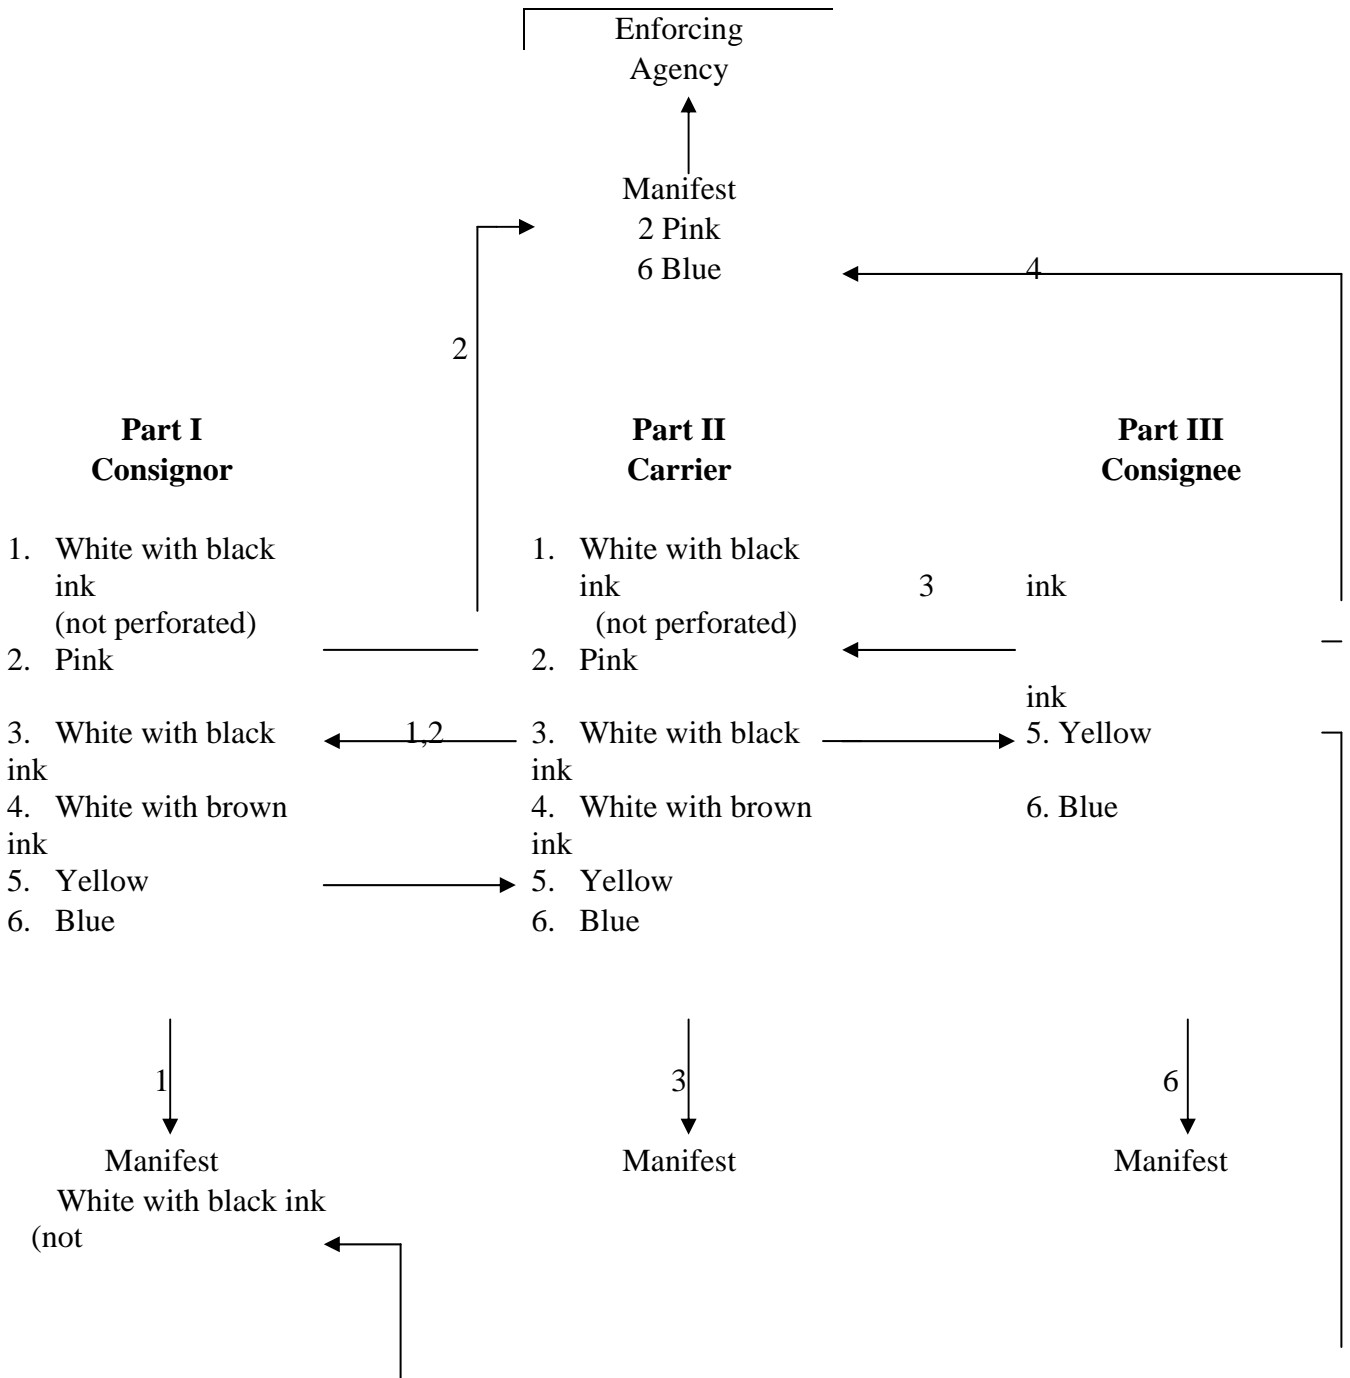 Enforcing
Agency
Manifest
2 Pink
6 Blue
4
2
Part I
Consignor
1. White with black
ink
(not perforated)
2. Pink
3. White with black
ink
4. White with brown
ink
5. Yellow
6. Blue
1,2
Part II
Carrier
1. White with black
ink
(not perforated)
2. Pink
3. White with black
ink
4. White with brown
ink
5. Yellow
6. Blue
3
Part III
Consignee
ink
ink
5. Yellow
6. Blue
1
3
6
Manifest
White with black ink
(not
Manifest
Manifest